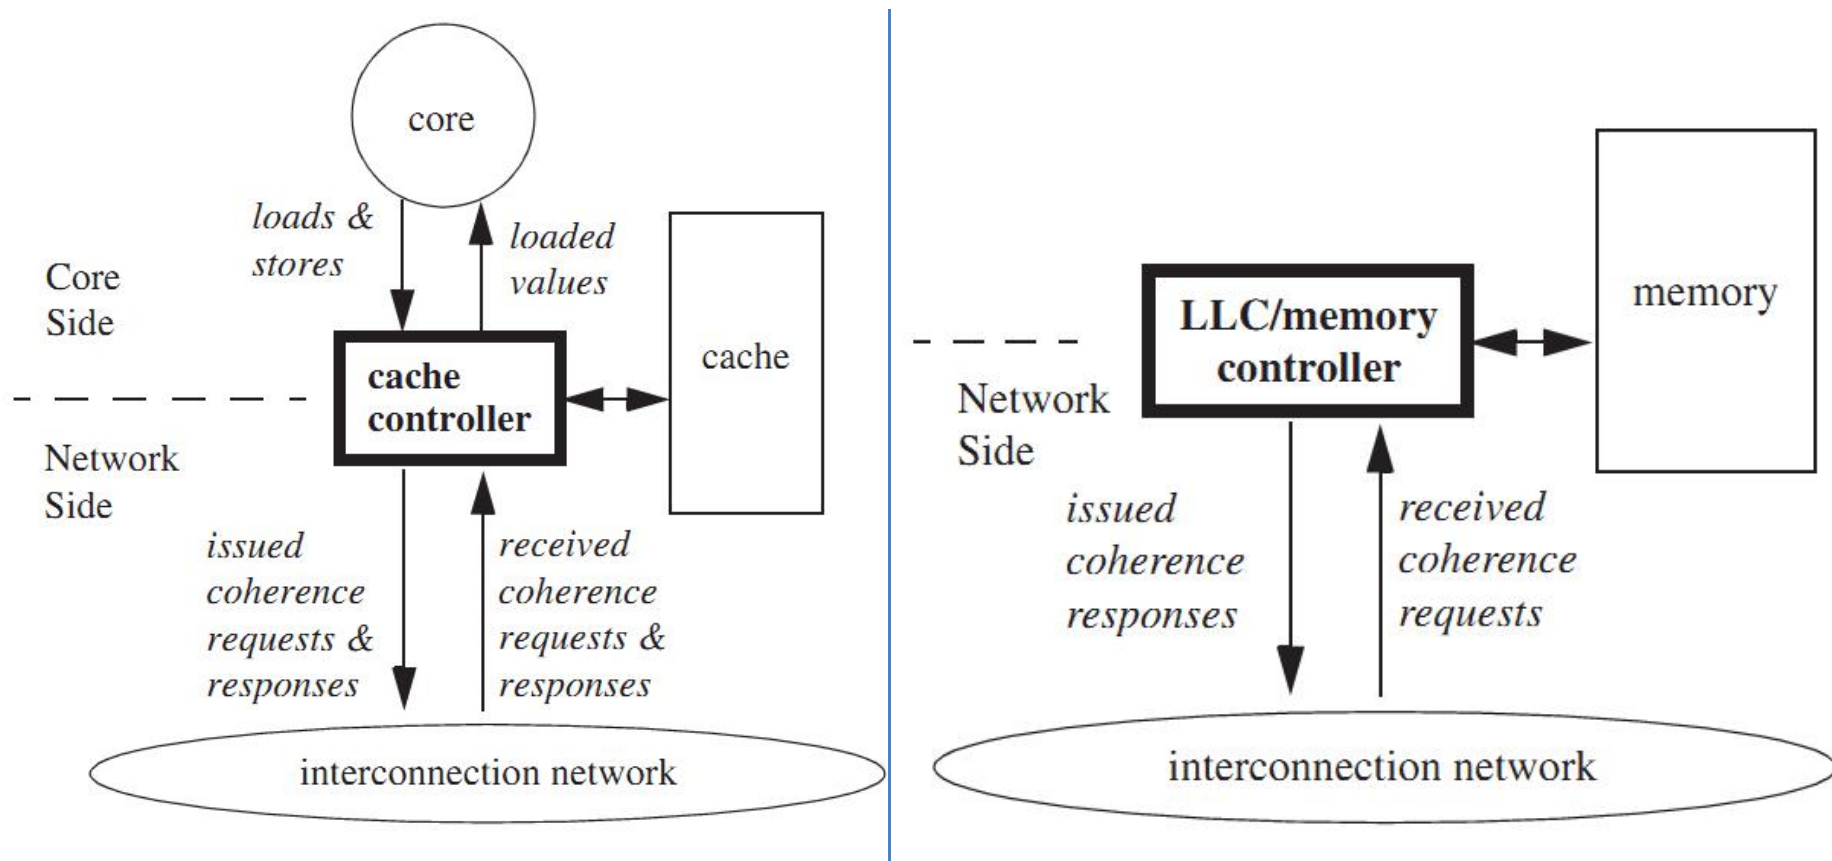 core
loads &
stores
loaded
values
Core
Side
cache
controller
cache
Network
Side
issued
coherence
requests &
responses
received
coherence
requests &
responses
interconnection network
LLC/memory
controller
memory
Network
Side
issued
coherence
responses
received
coherence
requests
interconnection network